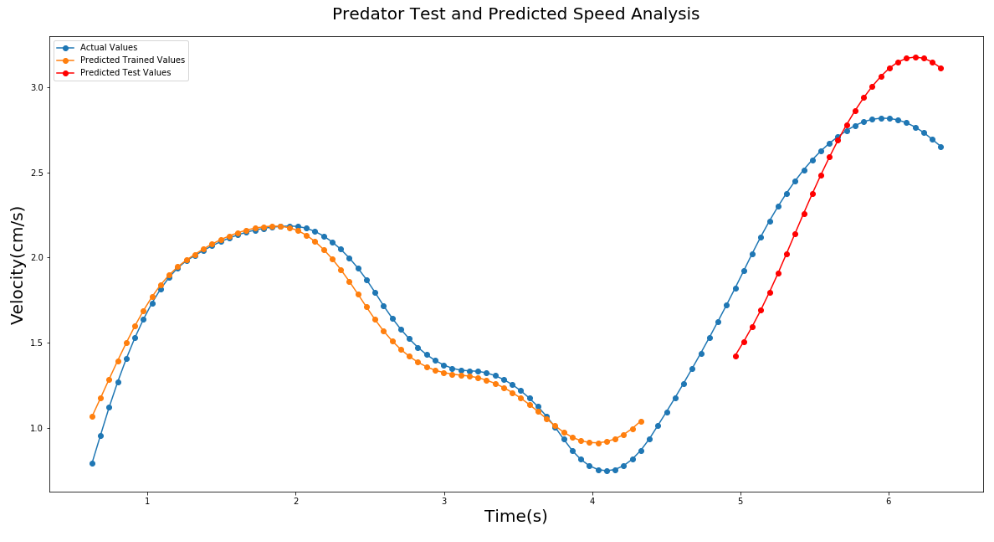 Predator Test and Predicted Speed Analysis
Actual Values
Predicted Trained Values
Predicted Test Values
3.0
2.5
2.0
1.5
1.0
Velocity(cm/s)
1 2 3 4 5 6
Time(s)